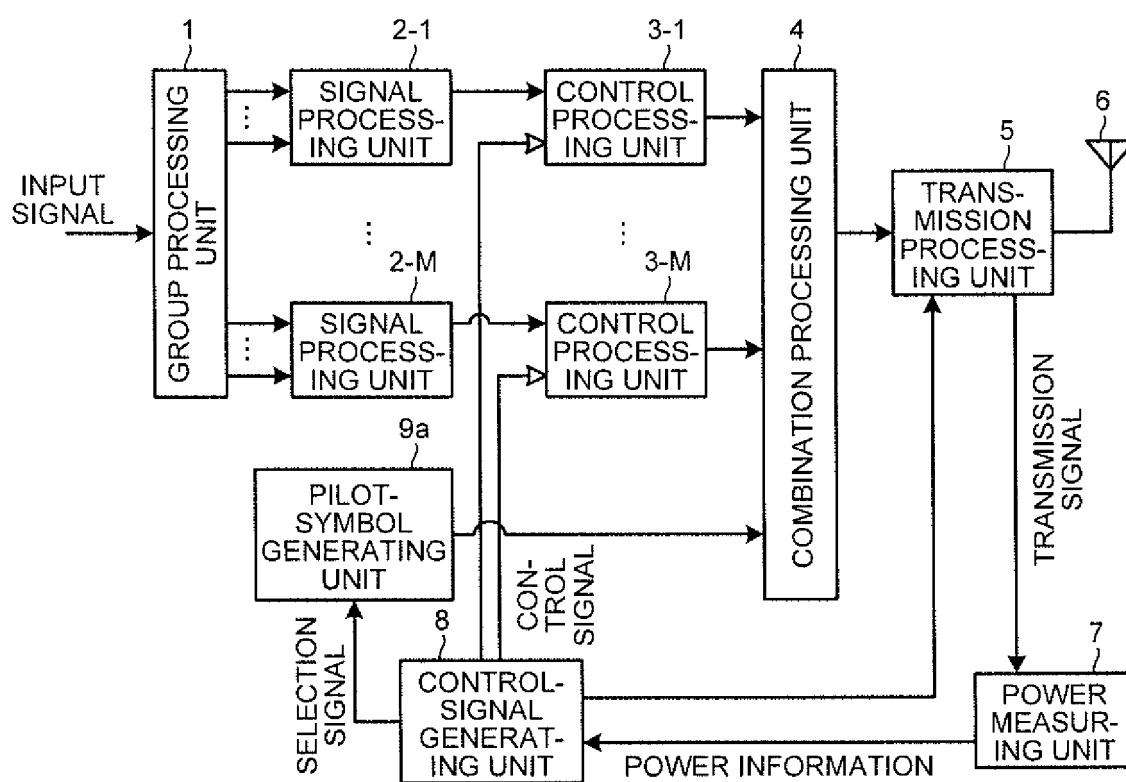 1
2-1
3-1
4
6
5
INPUT
SIGNAL
GROUP PROCESSING
UNIT
⋯
SIGNAL
PROCESS-
ING UNIT
CONTROL
PROCESS-
ING UNIT
COMBINATION PROCESSING UNIT
TRANS-
MISSION
PROCESS-
ING UNIT
⋮
⋮
2-M
3-M
⋯
SIGNAL
PROCESS-
ING UNIT
CONTROL
PROCESS-
ING UNIT
9a
PILOT-
SYMBOL
GENERATING
UNIT
CON-
TROL
SIGNAL
TRANSMISSION
SIGNAL
SELECTION
SIGNAL
8
CONTROL-
SIGNAL
GENERAT-
ING UNIT
7
POWER
MEASUR-
ING UNIT
POWER INFORMATION